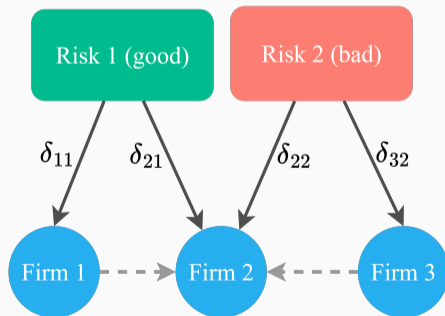 Risk 1 (good)
Risk 2 (bad)
δ₁₁
δ₂₁
δ₂₂
δ₃₂
Firm 1
Firm 2
Firm 3